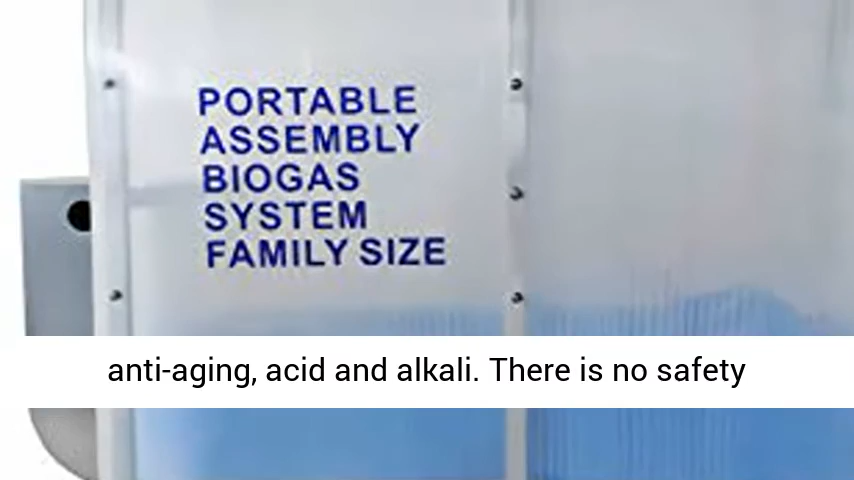 PORTABLE
ASSEMBLY
BIOGAS
SYSTEM
FAMILY SIZE
anti-aging, acid and alkali. There is no safety